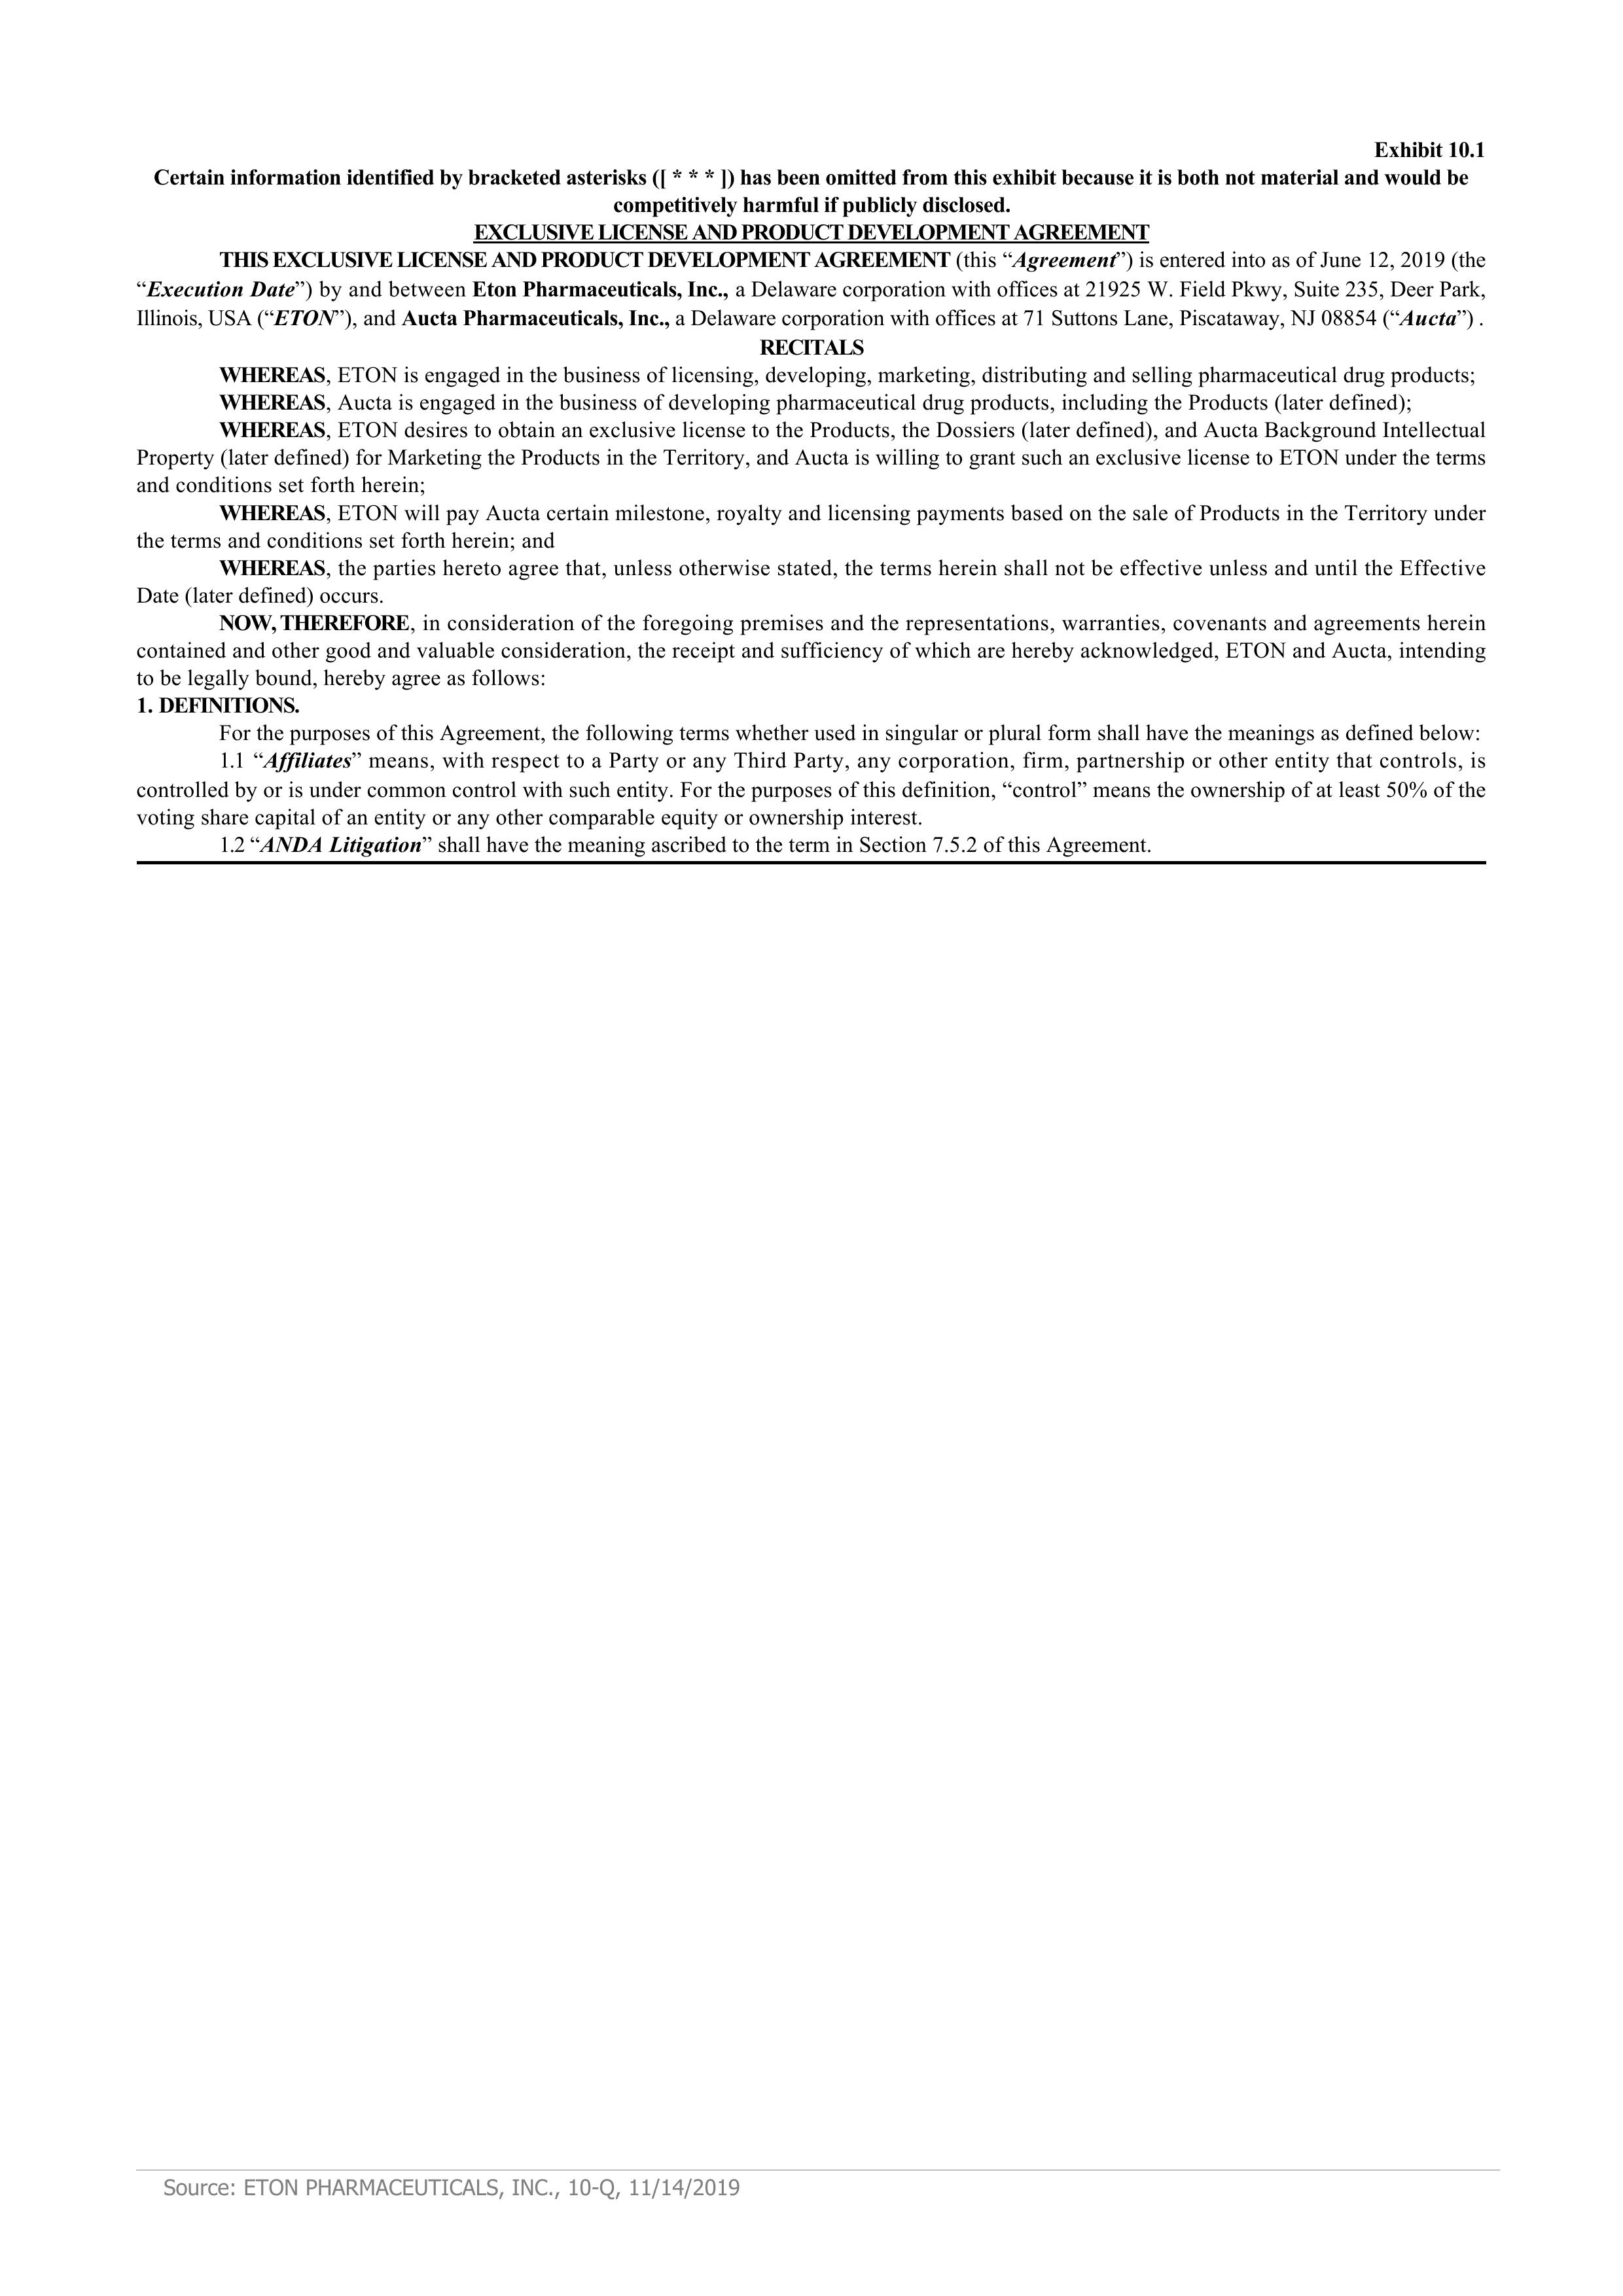 Exhibit 10.1
Certain information identified by bracketed asterisks ([ * * * ]) has been omitted from this exhibit because it is both not material and would be
competitively harmful if publicly disclosed.
EXCLUSIVE LICENSE AND PRODUCT DEVELOPMENT AGREEMENT
THIS EXCLUSIVE LICENSE AND PRODUCT DEVELOPMENT AGREEMENT (this “Agreement”) is entered into as of June 12, 2019 (the
“Execution Date”) by and between Eton Pharmaceuticals, Inc., a Delaware corporation with offices at 21925 W. Field Pkwy, Suite 235, Deer Park,
Illinois, USA (“ETON”), and Aucta Pharmaceuticals, Inc., a Delaware corporation with offices at 71 Suttons Lane, Piscataway, NJ 08854 (“Aucta”) .
RECITALS
WHEREAS, ETON is engaged in the business of licensing, developing, marketing, distributing and selling pharmaceutical drug products;
WHEREAS, Aucta is engaged in the business of developing pharmaceutical drug products, including the Products (later defined);
WHEREAS, ETON desires to obtain an exclusive license to the Products, the Dossiers (later defined), and Aucta Background Intellectual
Property (later defined) for Marketing the Products in the Territory, and Aucta is willing to grant such an exclusive license to ETON under the terms
and conditions set forth herein;
WHEREAS, ETON will pay Aucta certain milestone, royalty and licensing payments based on the sale of Products in the Territory under
the terms and conditions set forth herein; and
WHEREAS, the parties hereto agree that, unless otherwise stated, the terms herein shall not be effective unless and until the Effective
Date (later defined) occurs.
NOW, THEREFORE, in consideration of the foregoing premises and the representations, warranties, covenants and agreements herein
contained and other good and valuable consideration, the receipt and sufficiency of which are hereby acknowledged, ETON and Aucta, intending
to be legally bound, hereby agree as follows:
1. DEFINITIONS.
For the purposes of this Agreement, the following terms whether used in singular or plural form shall have the meanings as defined below:
1.1 “Affiliates” means, with respect to a Party or any Third Party, any corporation, firm, partnership or other entity that controls, is
controlled by or is under common control with such entity. For the purposes of this definition, “control” means the ownership of at least 50% of the
voting share capital of an entity or any other comparable equity or ownership interest.
1.2 “ANDA Litigation” shall have the meaning ascribed to the term in Section 7.5.2 of this Agreement.
Source: ETON PHARMACEUTICALS, INC., 10-Q, 11/14/2019